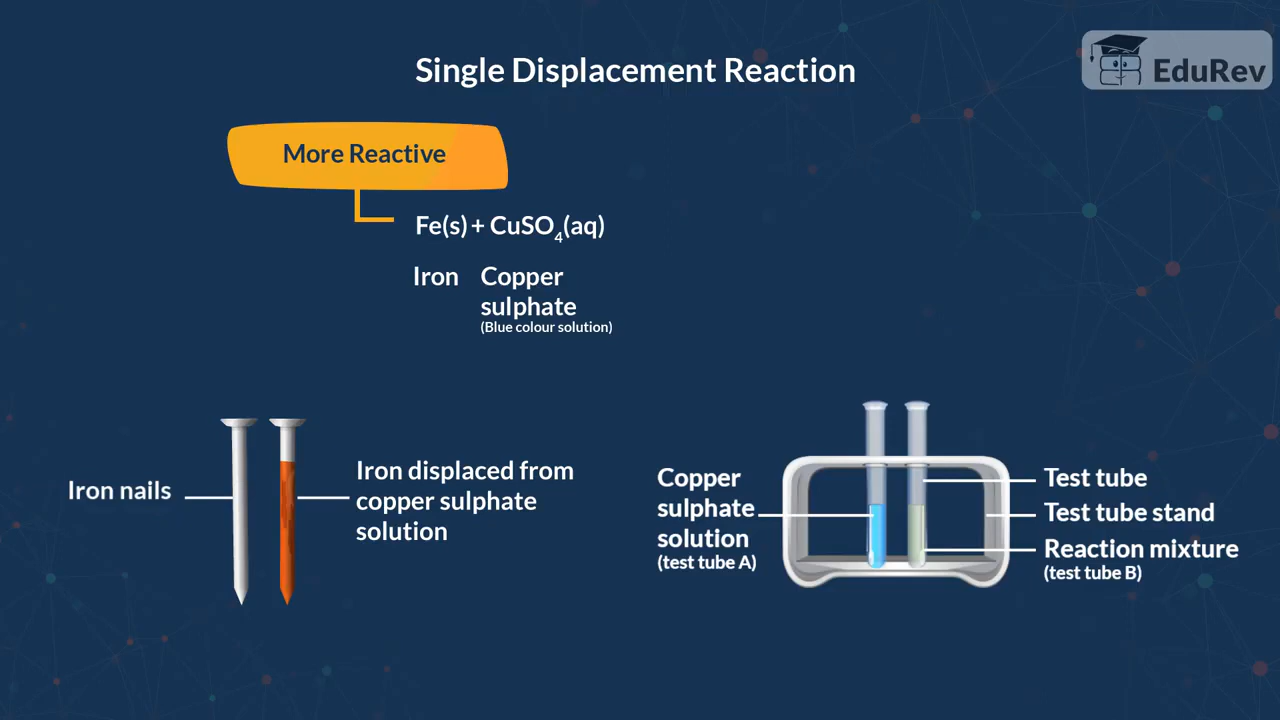 Single Displacement Reaction
EduRev
More Reactive
Fe(s) + CuSO₄(aq)
Iron
Copper
sulphate
(Blue colour solution)
Iron nails
Iron displaced from
copper sulphate
solution
Copper
sulphate
solution
(test tube A)
Test tube
Test tube stand
Reaction mixture
(test tube B)